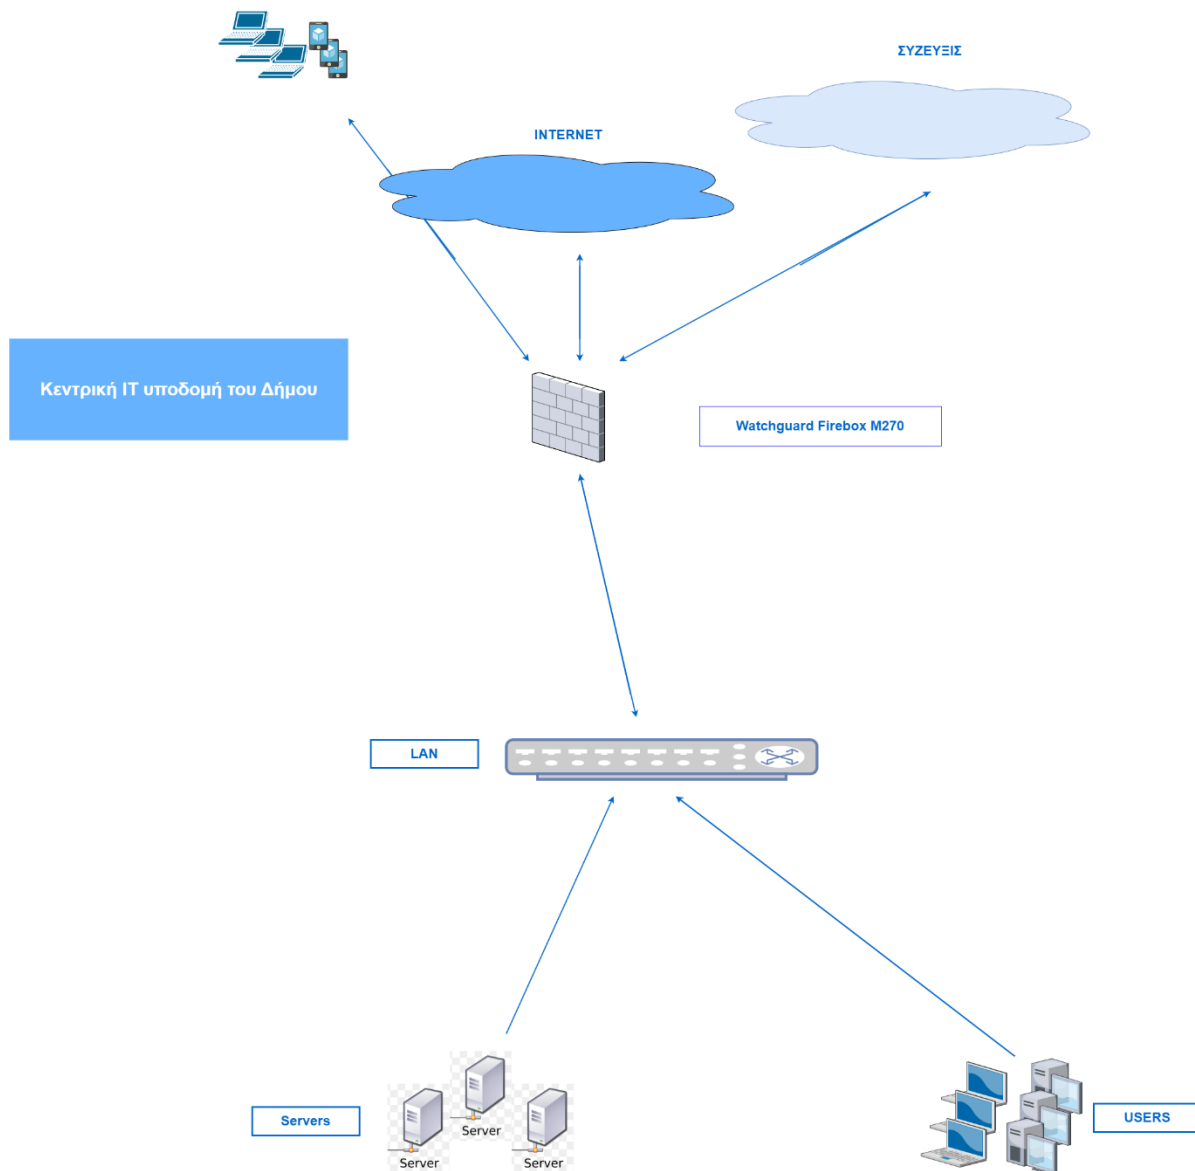 ΣΥΖΕΥΞΙΣ
INTERNET
Κεντρική IT υποδομή του Δήμου
Watchguard Firebox M270
LAN
Servers
Server
Server
Server
USERS